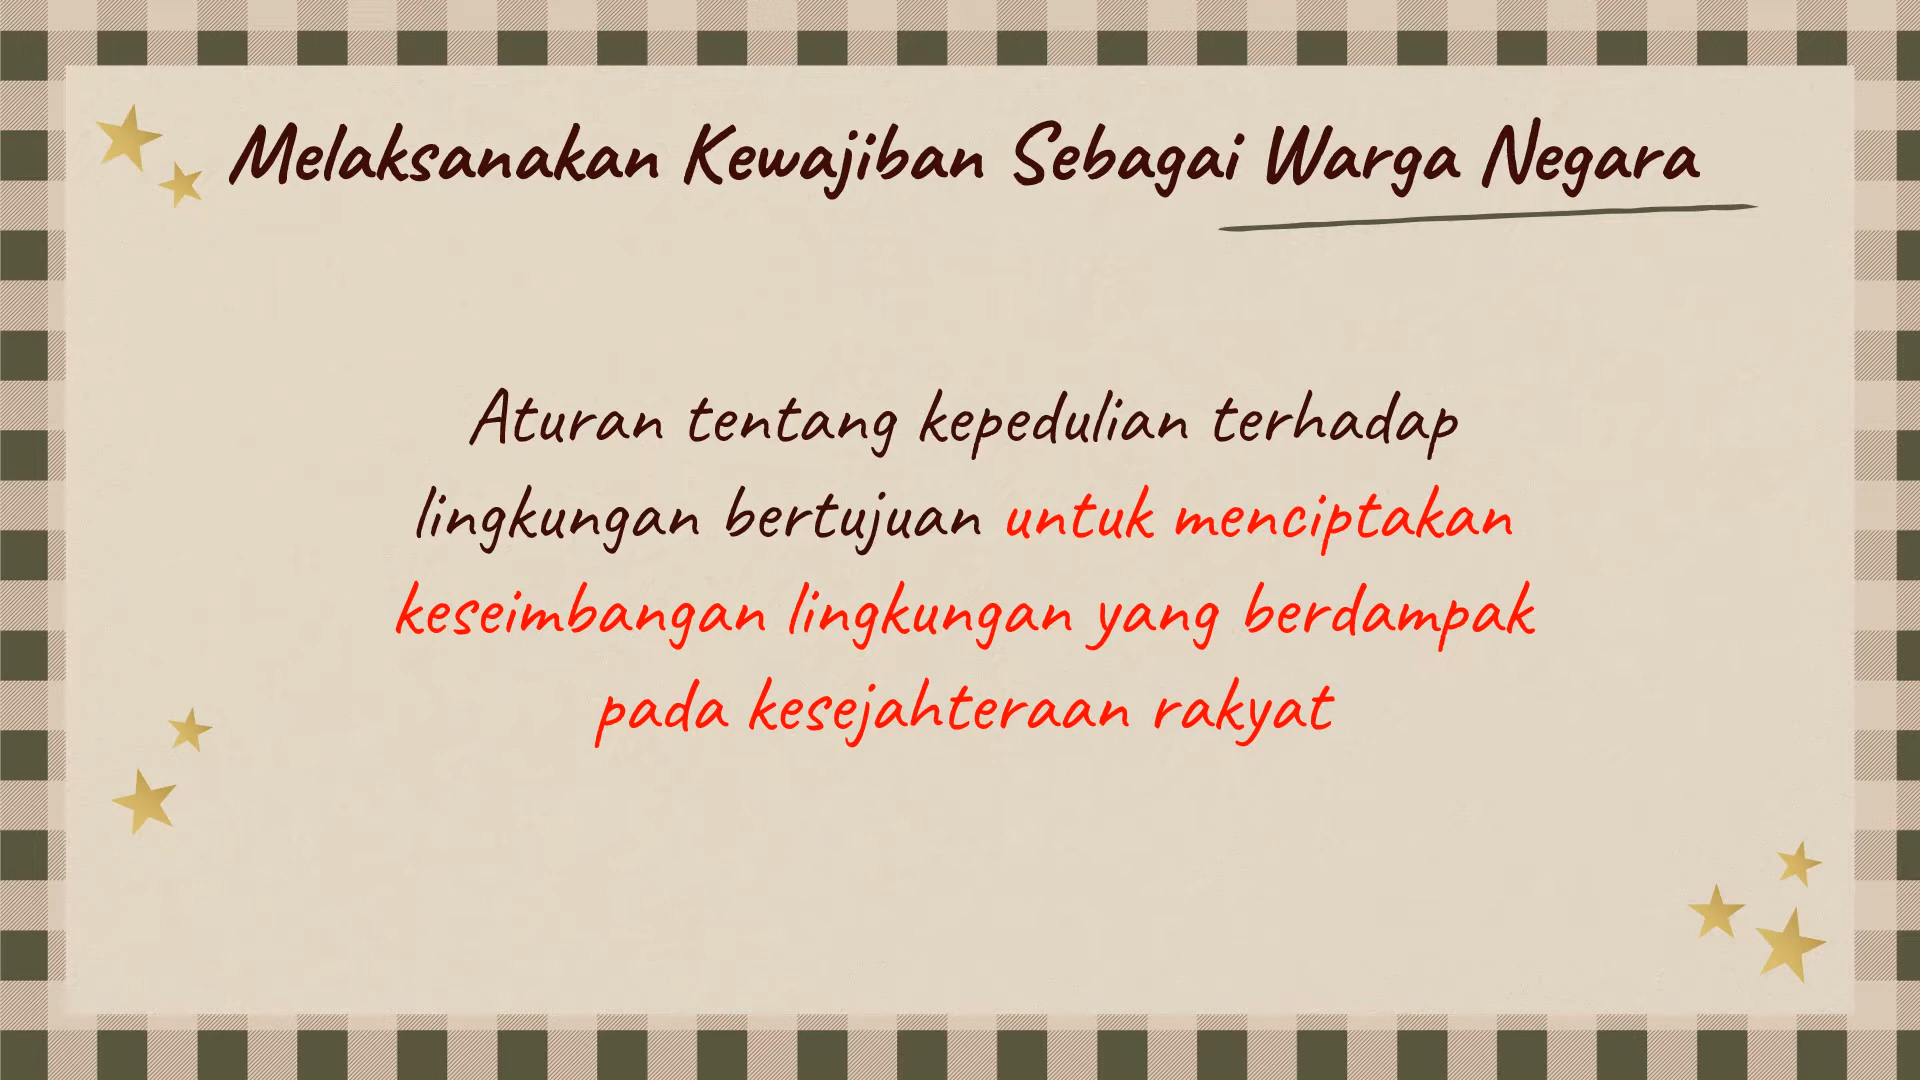 Melaksanakan Kewajiban Sebagai Warga Negara
Aturan tentang kepedulian terhadap
lingkungan bertujuan untuk menciptakan
keseimbangan lingkungan yang berdampak
pada kesejahteraan rakyat